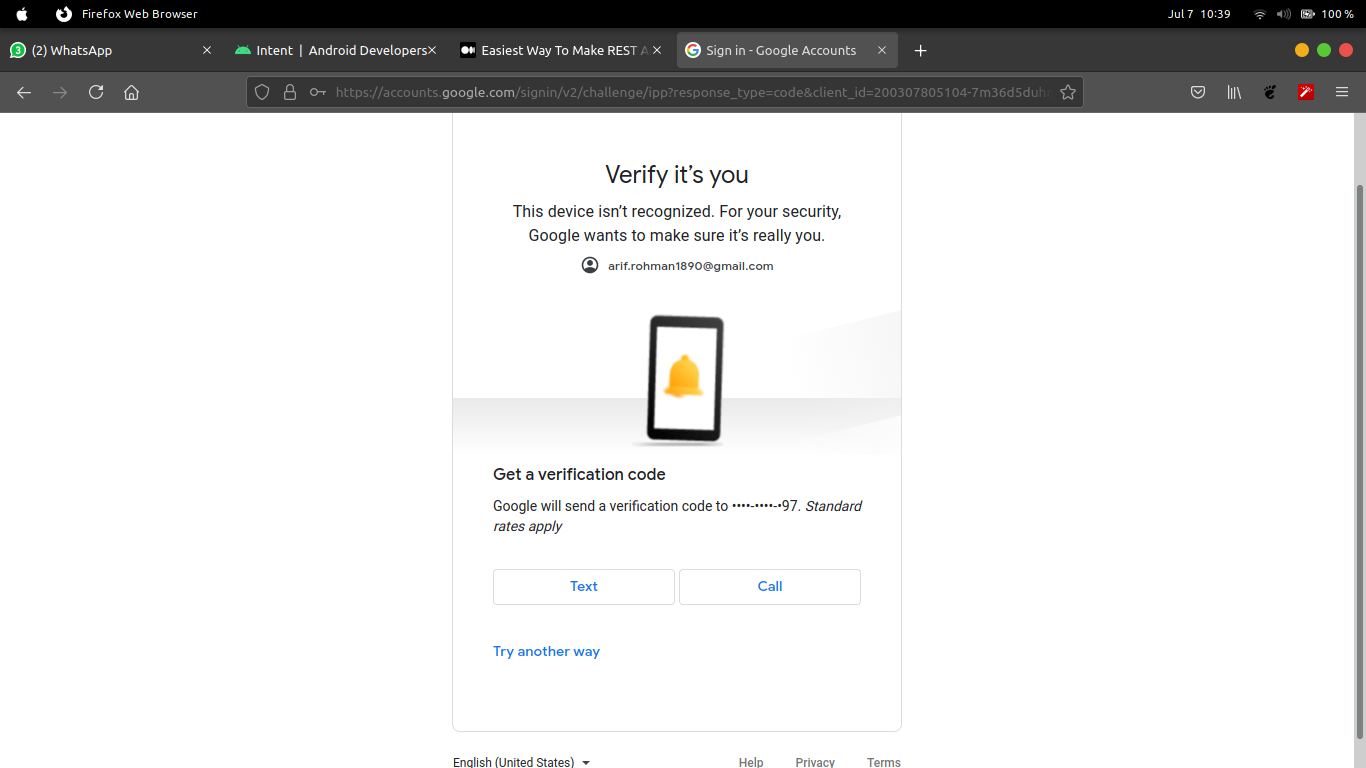 Firefox Web Browser
Jul 7 10:39
100 %
3 (2) WhatsApp
Intent | Android Developers
Easiest Way To Make REST A
Sign in - Google Accounts
https://accounts.google.com/signin/v2/challenge/ipp?response_type=code&client_id=200307805104-7m36d5duh
Verify it's you
This device isn't recognized. For your security,
Google wants to make sure it's really you.
arif.rohman1890@gmail.com
Get a verification code
Google will send a verification code to ••••-••••-•97. Standard
rates apply
Text
Call
Try another way
English (United States)
Help
Privacy
Terms